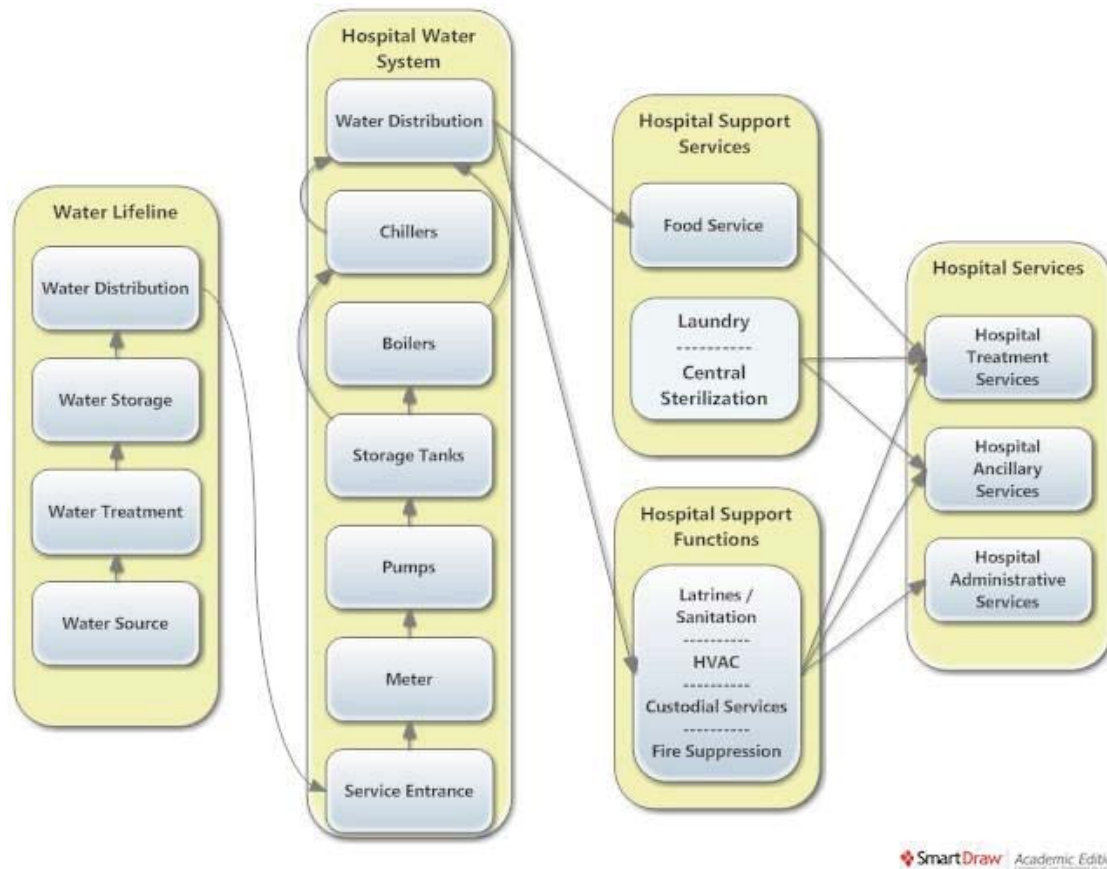 Water Lifeline
Water Distribution
Water Storage
Water Treatment
Water Source
Hospital Water
System
Water Distribution
Chillers
Boilers
Storage Tanks
Pumps
Meter
Service Entrance
Hospital Support
Services
Food Service
Laundry
----------
Central
Sterilization
Hospital Support
Functions
Latrines /
Sanitation
----------
HVAC
----------
Custodial Services
----------
Fire Suppression
Hospital Services
Hospital
Treatment
Services
Hospital
Ancillary
Services
Hospital
Administrative
Services
SmartDraw Academic Editi